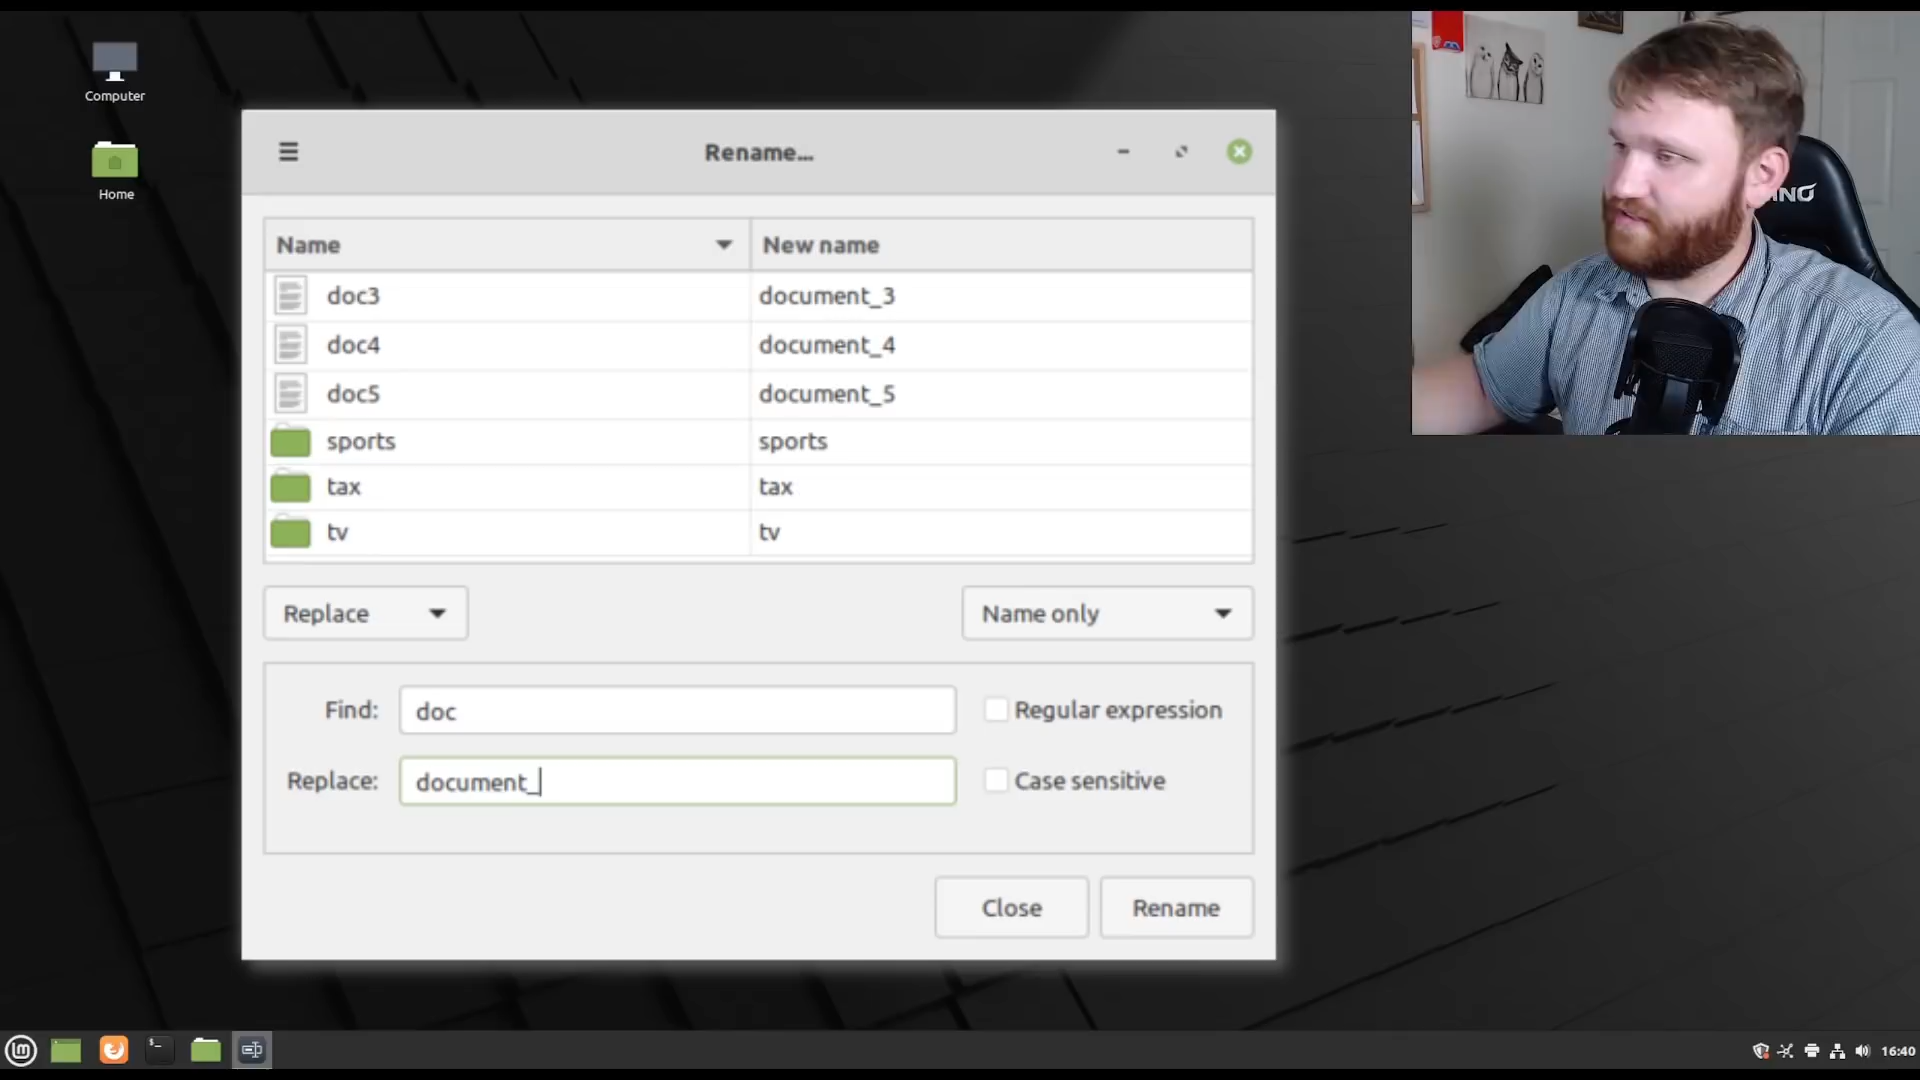 Computer
Home
Rename...
Name
New name
doc3
document_3
doc4
document_4
doc5
document_5
sports
sports
tax
tax
tv
tv
Replace
Name only
Find:
doc
Regular expression
Replace:
document_
Case sensitive
Close
Rename
16:40